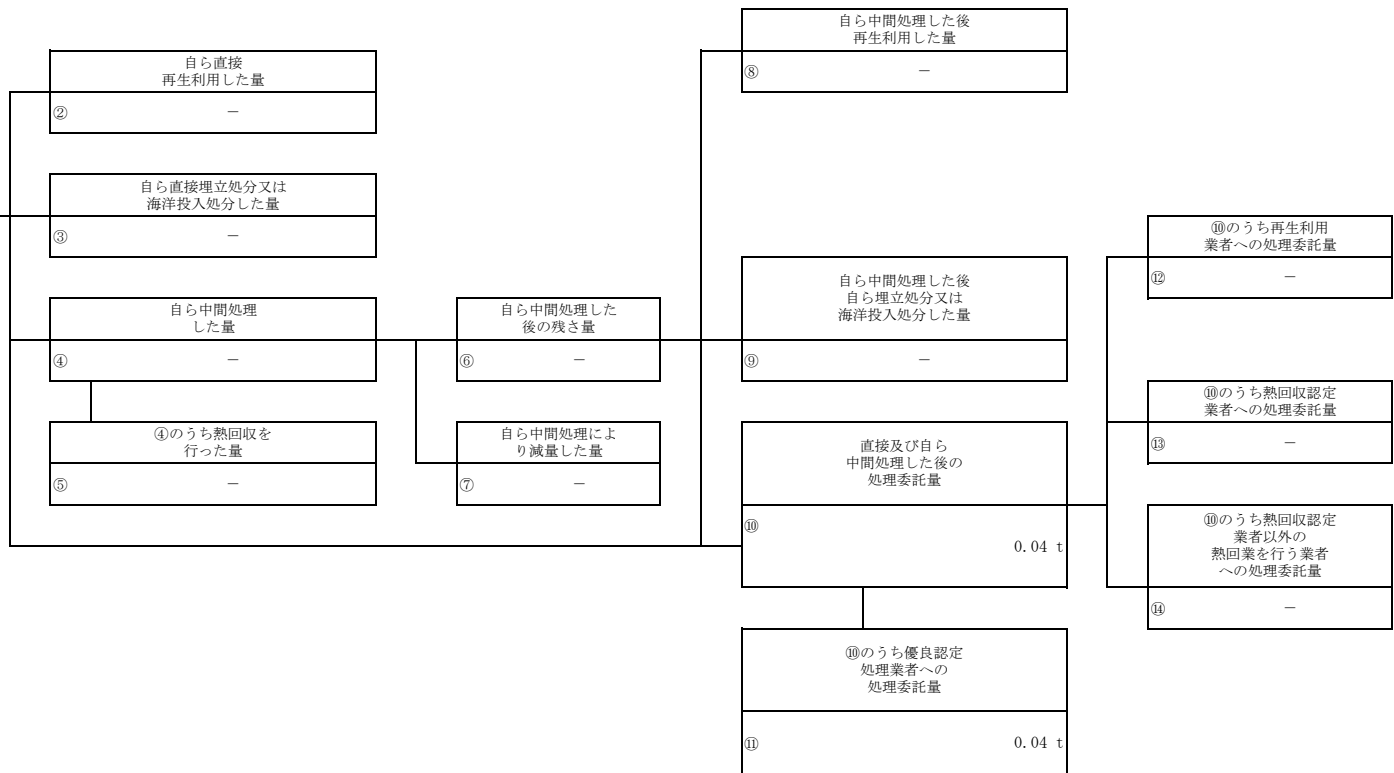 自ら中間処理した後
再生利用した量
⑧ －
自ら直接
再生利用した量
② －
自ら直接埋立処分又は
海洋投入処分した量
③ －
⑩のうち再生利用
業者への処理委託量
⑫ －
自ら中間処理した後
自ら埋立処分又は
海洋投入処分した量
⑨ －
自ら中間処理
した量
④ －
自ら中間処理した
後の残さ量
⑥ －
⑩のうち熱回収認定
業者への処理委託量
⑬ －
④のうち熱回収を
行った量
⑤ －
自ら中間処理によ
り減量した量
⑦ －
直接及び自ら
中間処理した後の
処理委託量
⑩
0.04 t
⑩のうち熱回収認定
業者以外の
熱回業を行う業者
への処理委託量
⑭ －
⑩のうち優良認定
処理業者への
処理委託量
⑪ 0.04 t